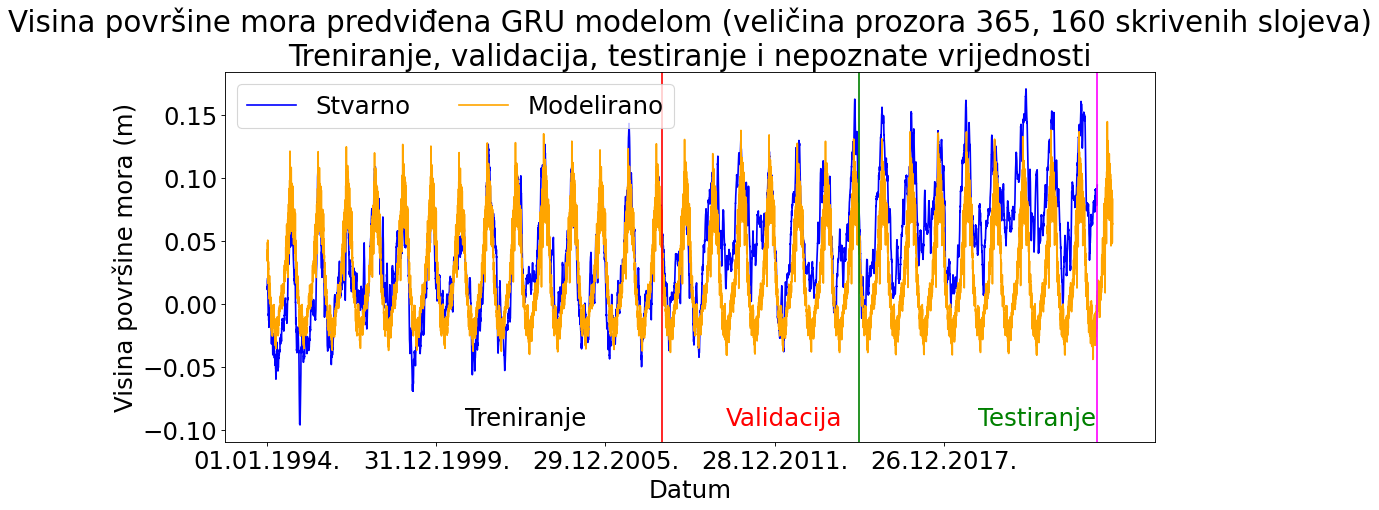 Visina površine mora predviđena GRU modelom (veličina prozora 365, 160 skrivenih slojeva)
Treniranje, validacija, testiranje i nepoznate vrijednosti
Stvarno
Modelirano
Visina površine mora (m)
0.15
0.10
0.05
0.00
−0.05
−0.10
Treniranje
Validacija
Testiranje
01.01.1994.
31.12.1999.
29.12.2005.
28.12.2011.
26.12.2017.
Datum